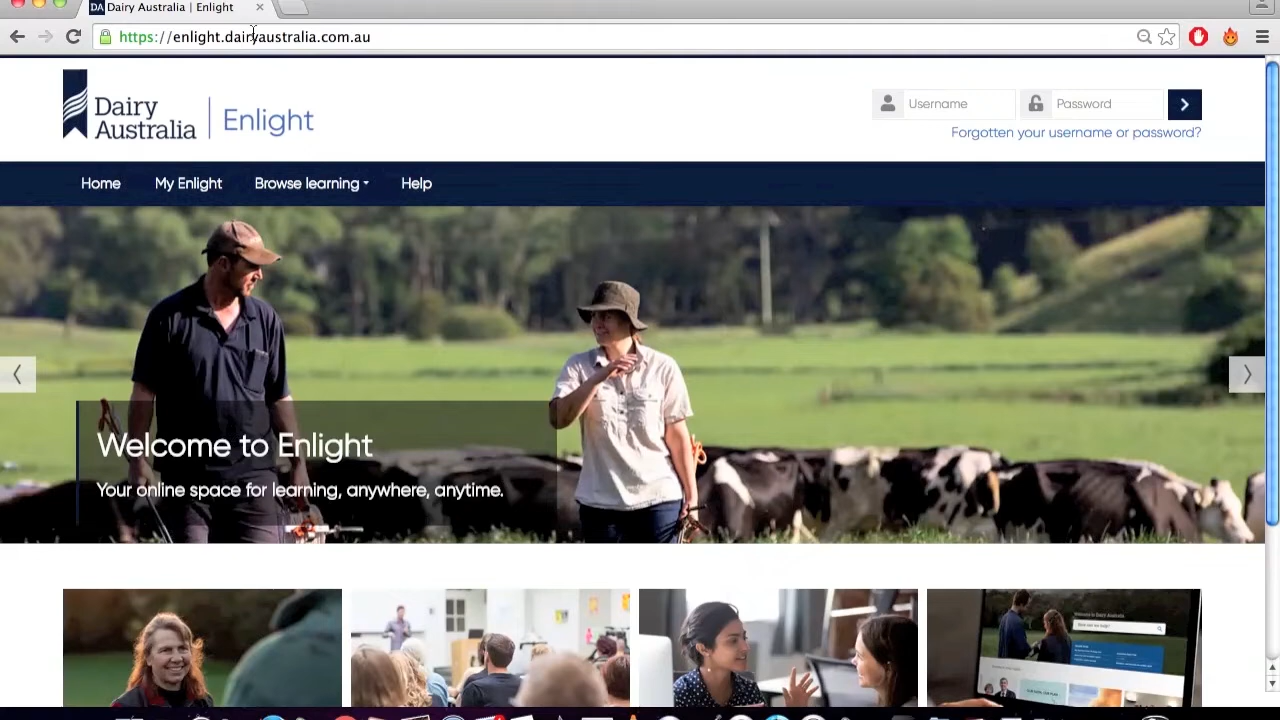 DA Dairy Australia | Enlight
https://enlight.dairyaustralia.com.au
Dairy
Australia
Enlight
Username
Password
Forgotten your username or password?
Home
My Enlight
Browse learning
Help
Welcome to Enlight
Your online space for learning, anywhere, anytime.